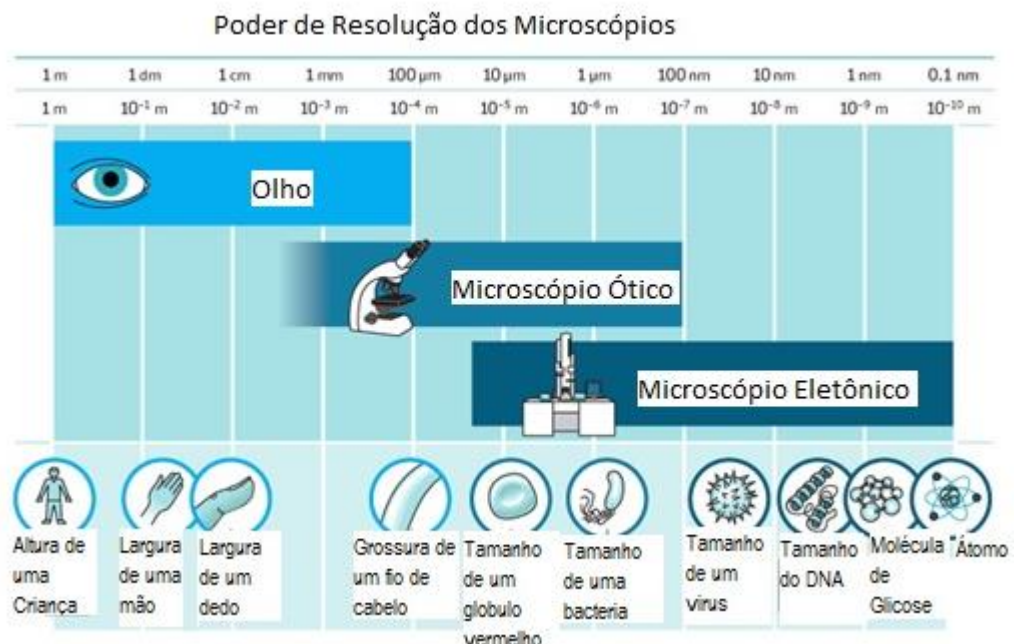 Poder de Resolução dos Microscópios
1 m 1 dm 1 cm 1 mm 100 µm 10 µm 1 µm 100 nm 10 nm 1 nm 0.1 nm
1 m 10⁻¹ m 10⁻² m 10⁻³ m 10⁻⁴ m 10⁻⁵ m 10⁻⁶ m 10⁻⁷ m 10⁻⁸ m 10⁻⁹ m 10⁻¹⁰ m
Olho
Microscópio Ótico
Microscópio Eletônico
Altura de
uma
Criança
Largura
de uma
mão
Largura
de um
dedo
Grossura de
um fio de
cabelo
Tamanho
de um
globulo
vermelho
Tamanho
de uma
bacteria
Tamanho
de um
virus
Tamanho
do DNA
Molécula
de
Glicose
Átomo